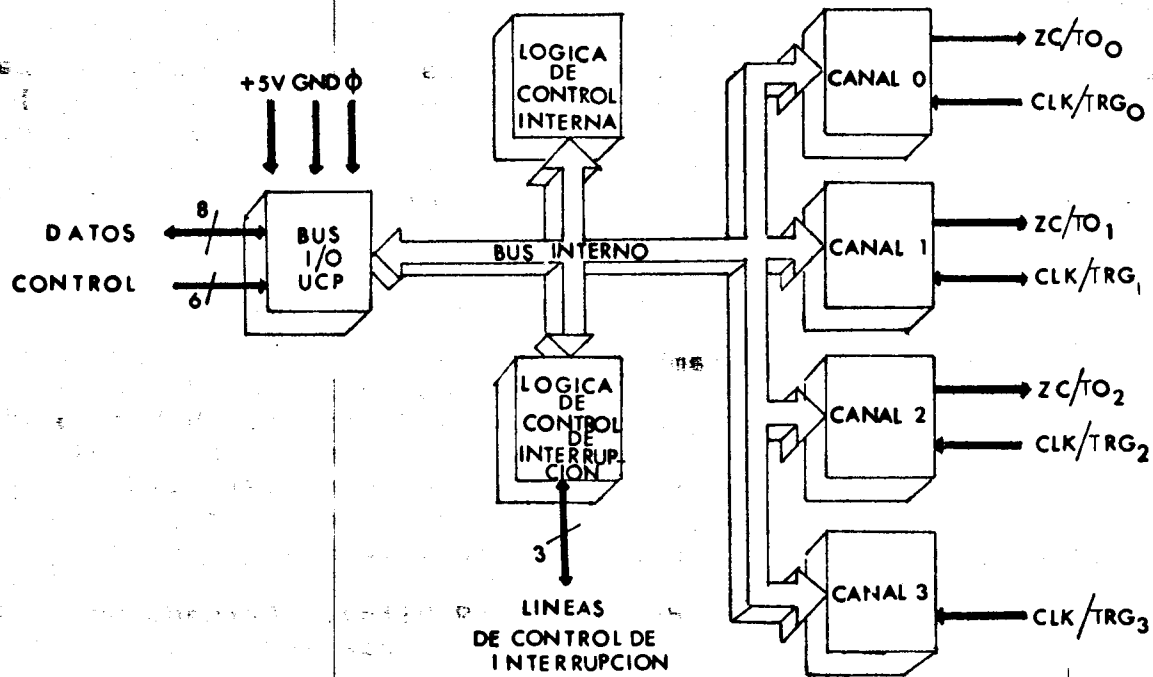 LOGICA
DE
CONTROL
INTERNA
+5V GND ϕ
DATOS
8
CONTROL
6
BUS
I/O
UCP
BUS INTERNO
LOGICA
DE
CONTROL
DE
INTERRUP-
CION
3
LINEAS
DE CONTROL DE
INTERRUPCION
CANAL 0
ZC/TO₀
CLK/TRG₀
CANAL 1
ZC/TO₁
CLK/TRG₁
CANAL 2
ZC/TO₂
CLK/TRG₂
CANAL 3
CLK/TRG₃